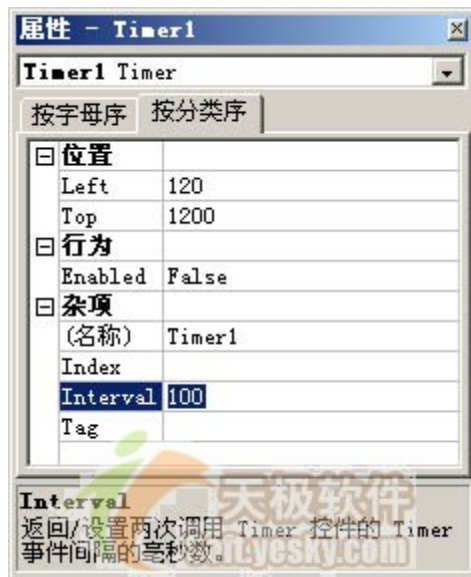 属性 - Timer1
Timer1 Timer
按字母序 按分类序
位置
Left 120
Top 1200
行为
Enabled False
杂项
(名称) Timer1
Index
Interval 100
Tag
Interval
返回/设置两次调用 Timer 控件的 Timer
事件间隔的毫秒数。
天极软件
yesky.com